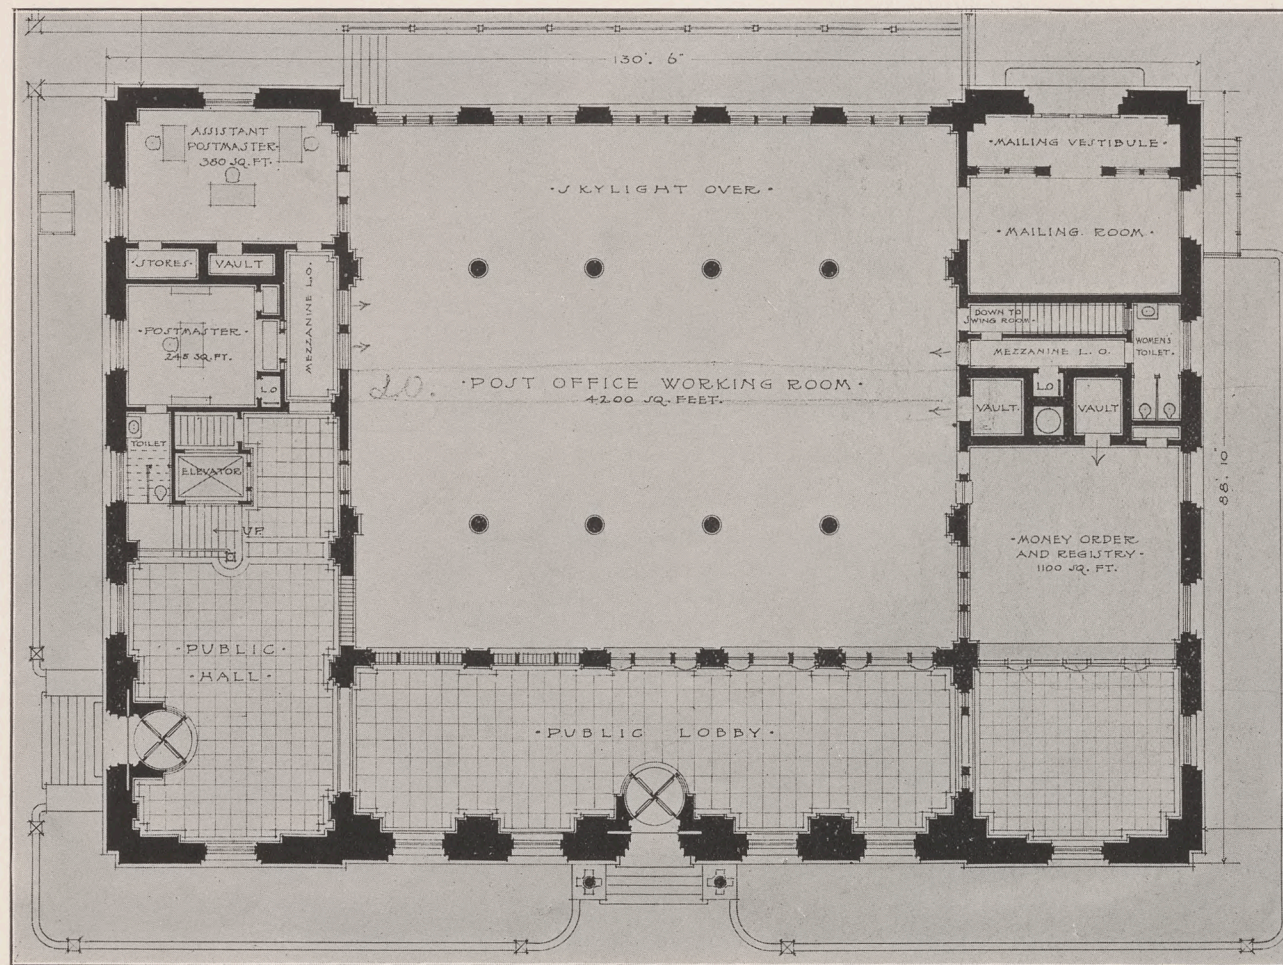 130'. 6"
ASSISTANT
POSTMASTER·
380 SQ. FT.
·MAILING VESTIBULE·
·SKYLIGHT OVER·
·MAILING ROOM·
·STORES·
VAULT
MEZZANINE L.O.
DOWN TO
SWING ROOM·
·POSTMASTER·
245 SQ. FT.
WOMENS
TOILET·
MEZZANINE L. O.
L.O.
·POST OFFICE WORKING ROOM·
4200 SQ. FEET.
LO
LO
VAULT.
VAULT
TOILET
ELEVATOR
88'. 10"
UP.
·MONEY ORDER
AND REGISTRY·
1100 SQ. FT.
·PUBLIC·
·HALL·
·PUBLIC LOBBY·